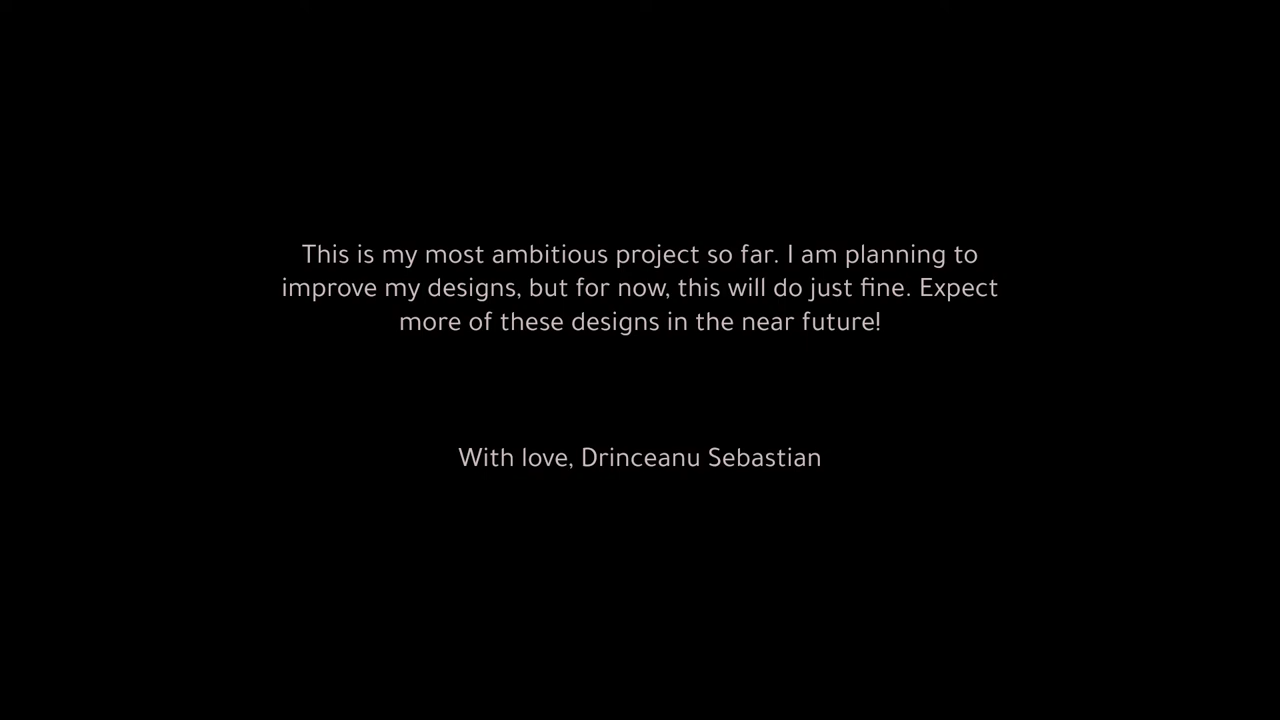 This is my most ambitious project so far. I am planning to
improve my designs, but for now, this will do just fine. Expect
more of these designs in the near future!
With love, Drinceanu Sebastian